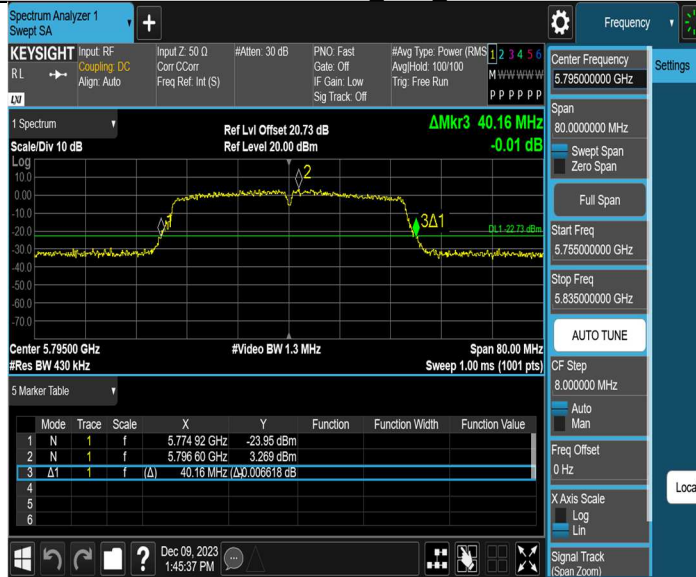 Spectrum Analyzer 1
Swept SA
Frequency
KEYSIGHT
RL
LXI
Input: RF
Coupling: DC
Align: Auto
Input Z: 50 Ω
Corr CCorr
Freq Ref: Int (S)
#Atten: 30 dB
PNO: Fast
Gate: Off
IF Gain: Low
Sig Track: Off
#Avg Type: Power (RMS
Avg|Hold: 100/100
Trig: Free Run
1 2 3 4 5 6
M W W W W W
P P P P P P
1 Spectrum
Scale/Div 10 dB
Ref Lvl Offset 20.73 dB
Ref Level 20.00 dBm
ΔMkr3 40.16 MHz
-0.01 dB
Log
10.0
0.00
-10.0
-20.0
-30.0
-40.0
-50.0
-60.0
-70.0
1
2
3Δ1
DL1 -22.73 dBm
Center 5.79500 GHz
#Res BW 430 kHz
#Video BW 1.3 MHz
Span 80.00 MHz
Sweep 1.00 ms (1001 pts)
5 Marker Table
Mode Trace Scale X Y Function Function Width Function Value
1 N 1 f 5.774 92 GHz -23.95 dBm
2 N 1 f 5.796 60 GHz 3.269 dBm
3 Δ1 1 f (Δ) 40.16 MHz (Δ) -0.006618 dB
4
5
6
Dec 09, 2023
1:45:37 PM
?
Center Frequency
5.795000000 GHz
Span
80.0000000 MHz
Swept Span
Zero Span
Full Span
Start Freq
5.755000000 GHz
Stop Freq
5.835000000 GHz
AUTO TUNE
CF Step
8.000000 MHz
Auto
Man
Freq Offset
0 Hz
X Axis Scale
Log
Lin
Signal Track
(Span Zoom)
Settings
Loca